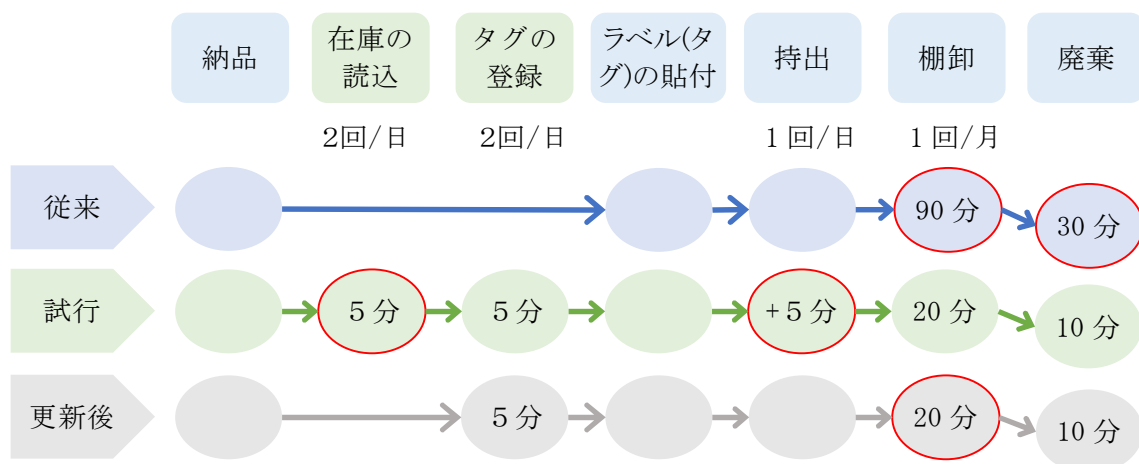 納品
在庫の
読込
タグの
登録
ラベル(タ
グ)の貼付
持出
棚卸
廃棄
2回/日
2回/日
1回/日
1回/月
従来
90分
30分
試行
5分
5分
+5分
20分
10分
更新後
5分
20分
10分